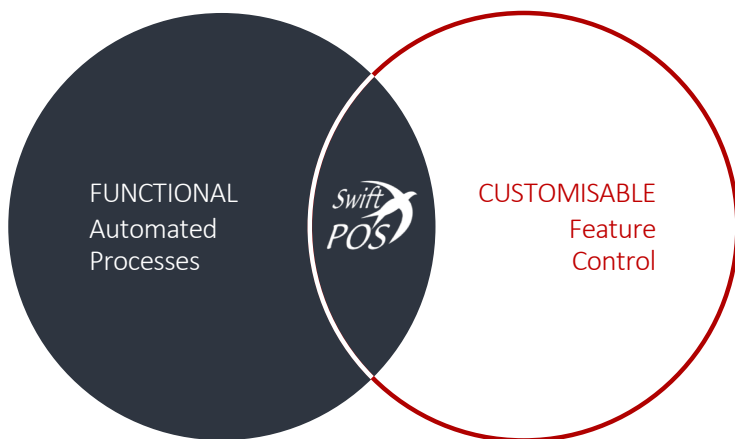 FUNCTIONAL
Automated
Processes
Swift
POS
CUSTOMISABLE
Feature
Control